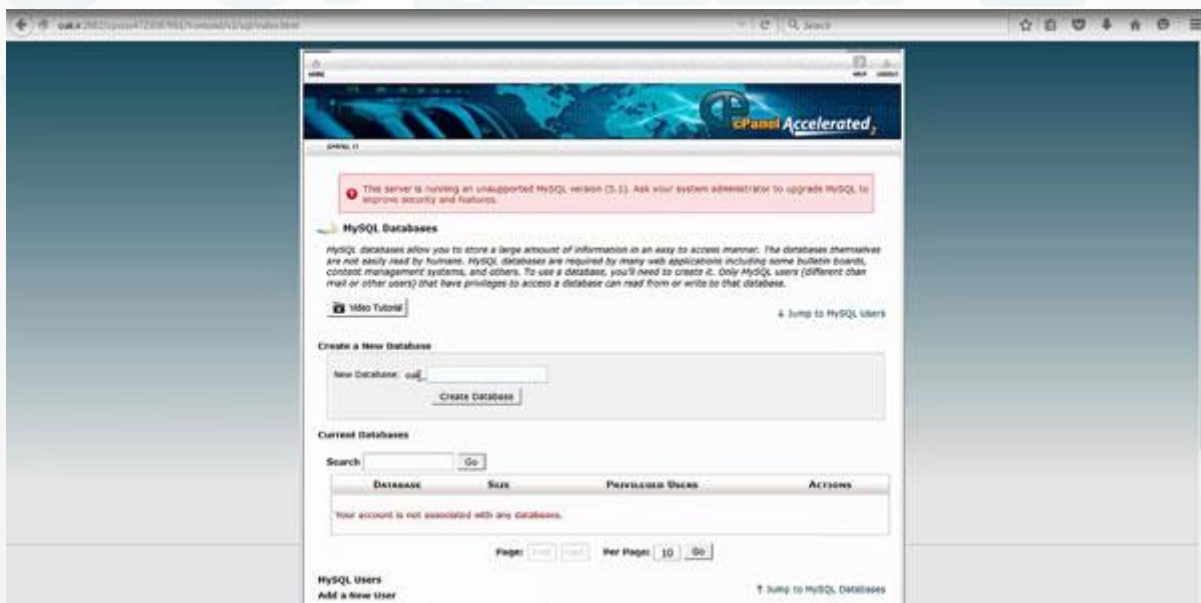 Search
HOME
HELP LOGOUT
cPanel Accelerated2
This server is running an unsupported MySQL version (5.1). Ask your system administrator to upgrade MySQL to
improve security and features.
MySQL Databases
MySQL databases allow you to store a large amount of information in an easy to access manner. The databases themselves
are not easily read by humans. MySQL databases are required by many web applications including some bulletin boards,
content management systems, and others. To use a database, you'll need to create it. Only MySQL users (different than
mail or other users) that have privileges to access a database can read from or write to that database.
Video Tutorial
↓ Jump to MySQL Users
Create a New Database
New Database:
Create Database
Current Databases
Search Go
DATABASE SIZE PRIVILEGED USERS ACTIONS
Your account is not associated with any databases.
Page: Per Page: 10 Go
MySQL Users
↑ Jump to MySQL Databases
Add a New User